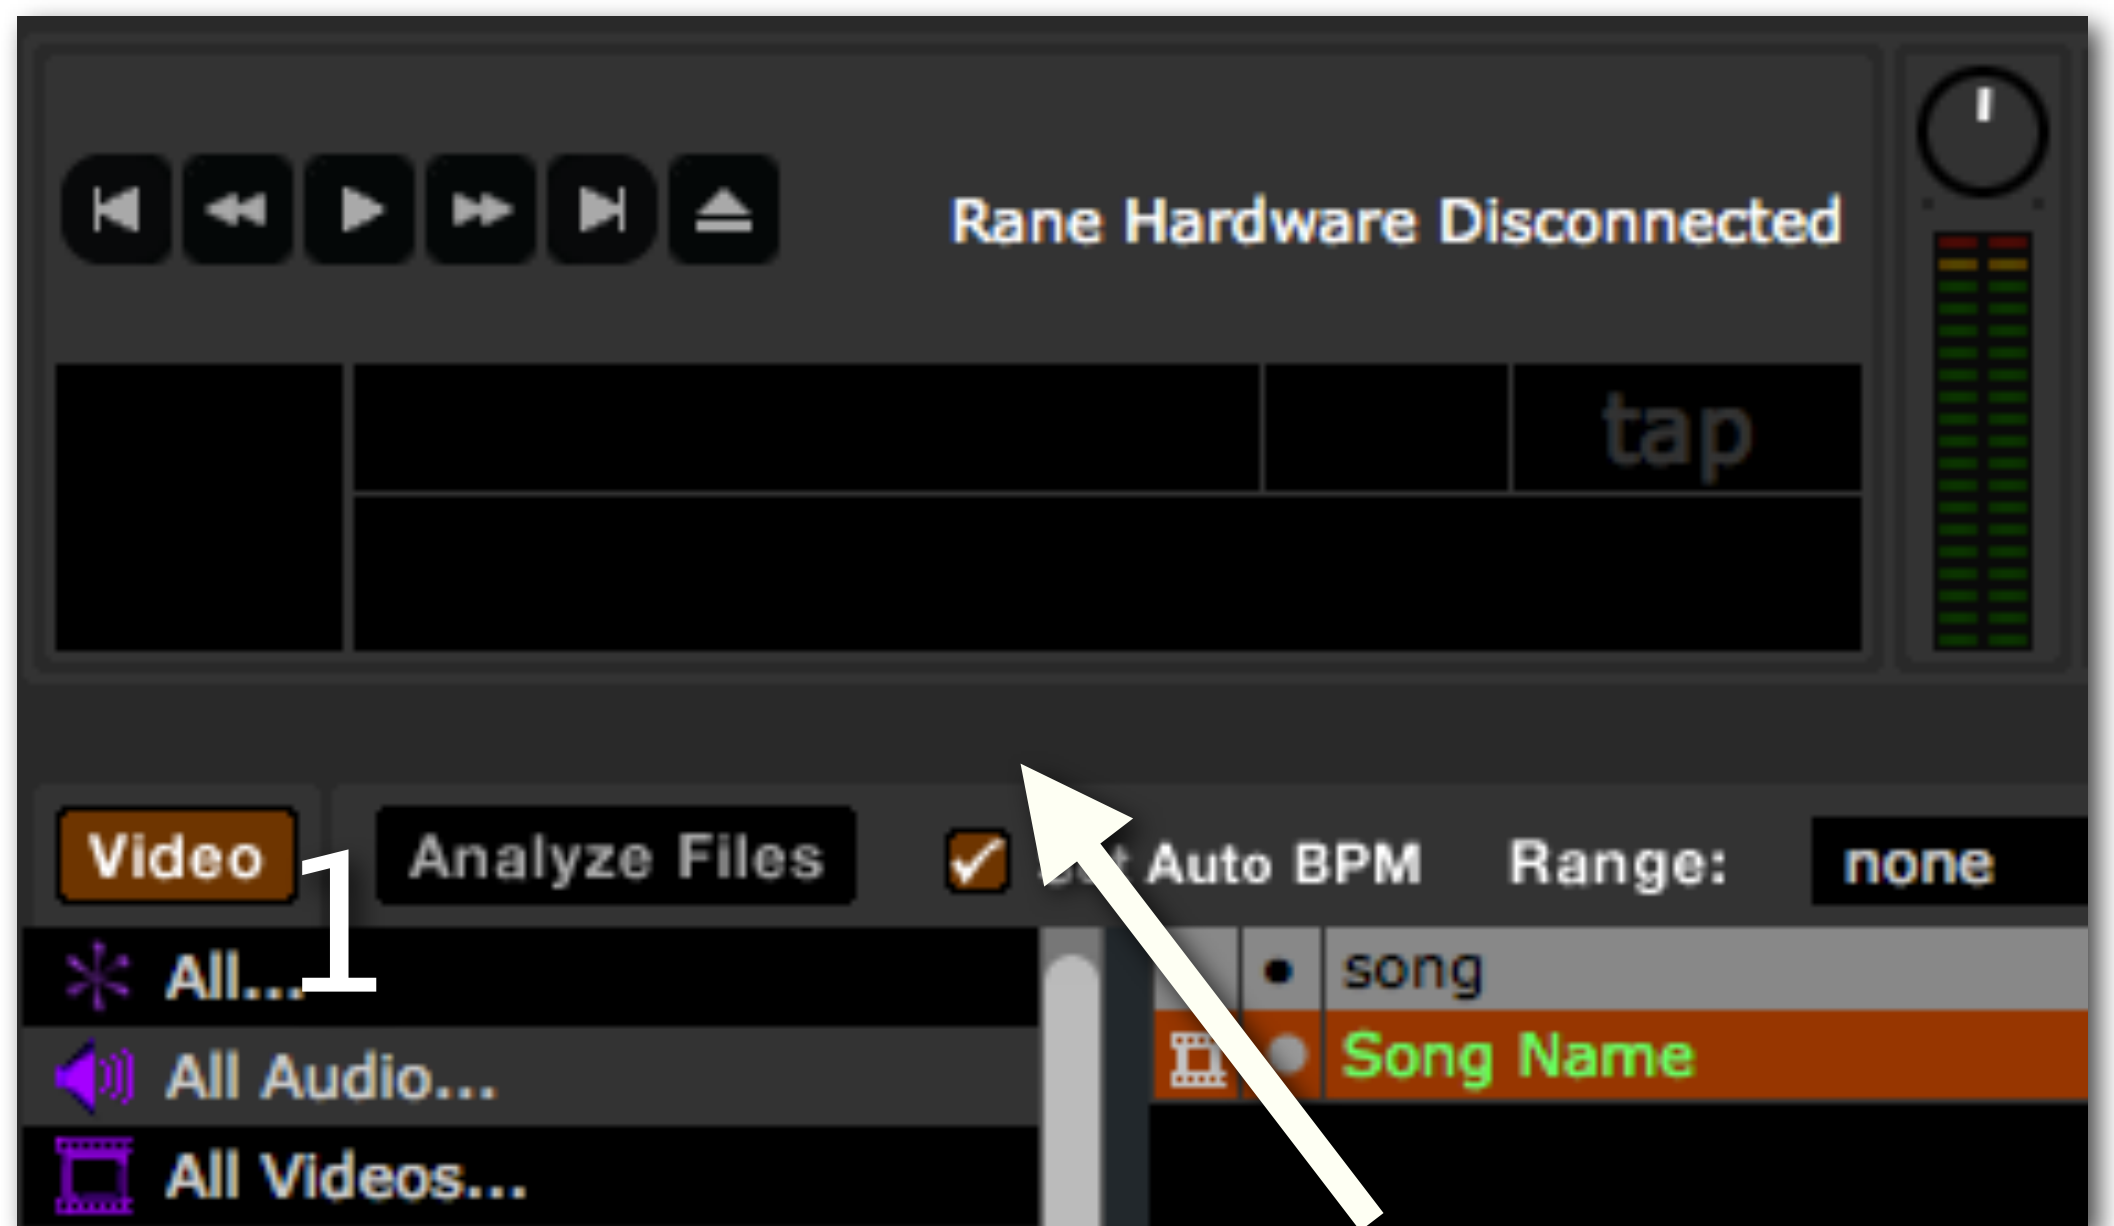 Rane Hardware Disconnected
tap
Video
Analyze Files
Auto BPM
Range:
none
1
All...
song
All Audio...
Song Name
All Videos...